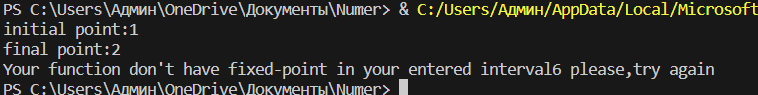 PS C:\Users\Админ\OneDrive\Документы\Numer> & C:/Users/Админ/AppData/Local/Microsoft
initial point:1
final point:2
Your function don't have fixed-point in your entered interval6 please,try again
PS C:\Users\Админ\OneDrive\Документы\Numer>